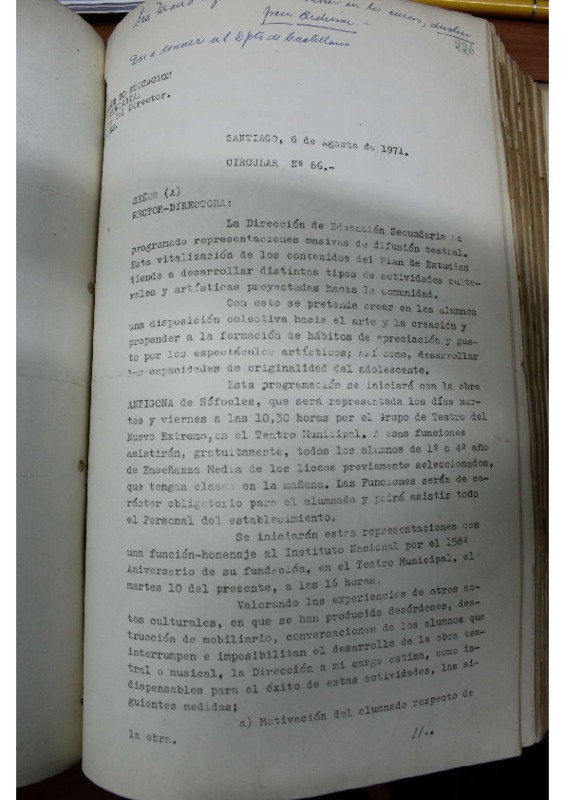 en los cursos,
226
Dar a conocer al Dpto de Castellano
DE EDUCACION
Director.
SANTIAGO, 6 de agosto de 1971.
CIRCULAR Nº 66.-
SEÑOR (A)
RECTOR-DIRECTORA:
La Dirección de Educación Secundaria ha
programado representaciones masivas de difusión teatral.
Esta vitalización de los contenidos del Plan de Estudios
tiende a desarrollar distintos tipos de actividades cultu-
rales y artísticas proyectadas hacia la comunidad.
Con esto se pretende crear en los alumnos
una disposición colectiva hacia el arte y la creación y
propender a la formación de hábitos de apreciación y gus-
to por los espectáculos artísticos; así como, desarrollar
las capacidades de originalidad del adolescente.
Esta programación se iniciará con la obra
ANTIGONA de Sófocles, que será representada los días mar-
tes y viernes a las 10,30 horas por el Grupo de Teatro del
Nuevo Extremo, en el Teatro Municipal. A esas funciones
asistirán, gratuitamente, todos los alumnos de 1º a 4º año
de Enseñanza Media de los liceos previamente seleccionados,
que tengan clases en la mañana. Las Funciones serán de ca-
ráster obligatorio para el alumnado y podrá asistir todo
el Personal del establecimiento.
Se iniciarán estas representaciones con
una función-homenaje al Instituto Nacional por el 158º
Aniversario de su fundación, en el Teatro Municipal, el
martes 10 del presente, a las 16 horas.
Valorando las experiencias de otros ac-
tos culturales, en que se han producido desórdenes, des-
trucción de mobiliario, conversaciones de los alumnos que
interrumpen e imposibilitan el desarrollo de la obra tea-
tral o musical, la Dirección a mi cargo estima, como in-
dispensables para el éxito de estas actividades, las si-
guientes medidas;
a) Motivación del alumnado respecto de
la obra.
//..